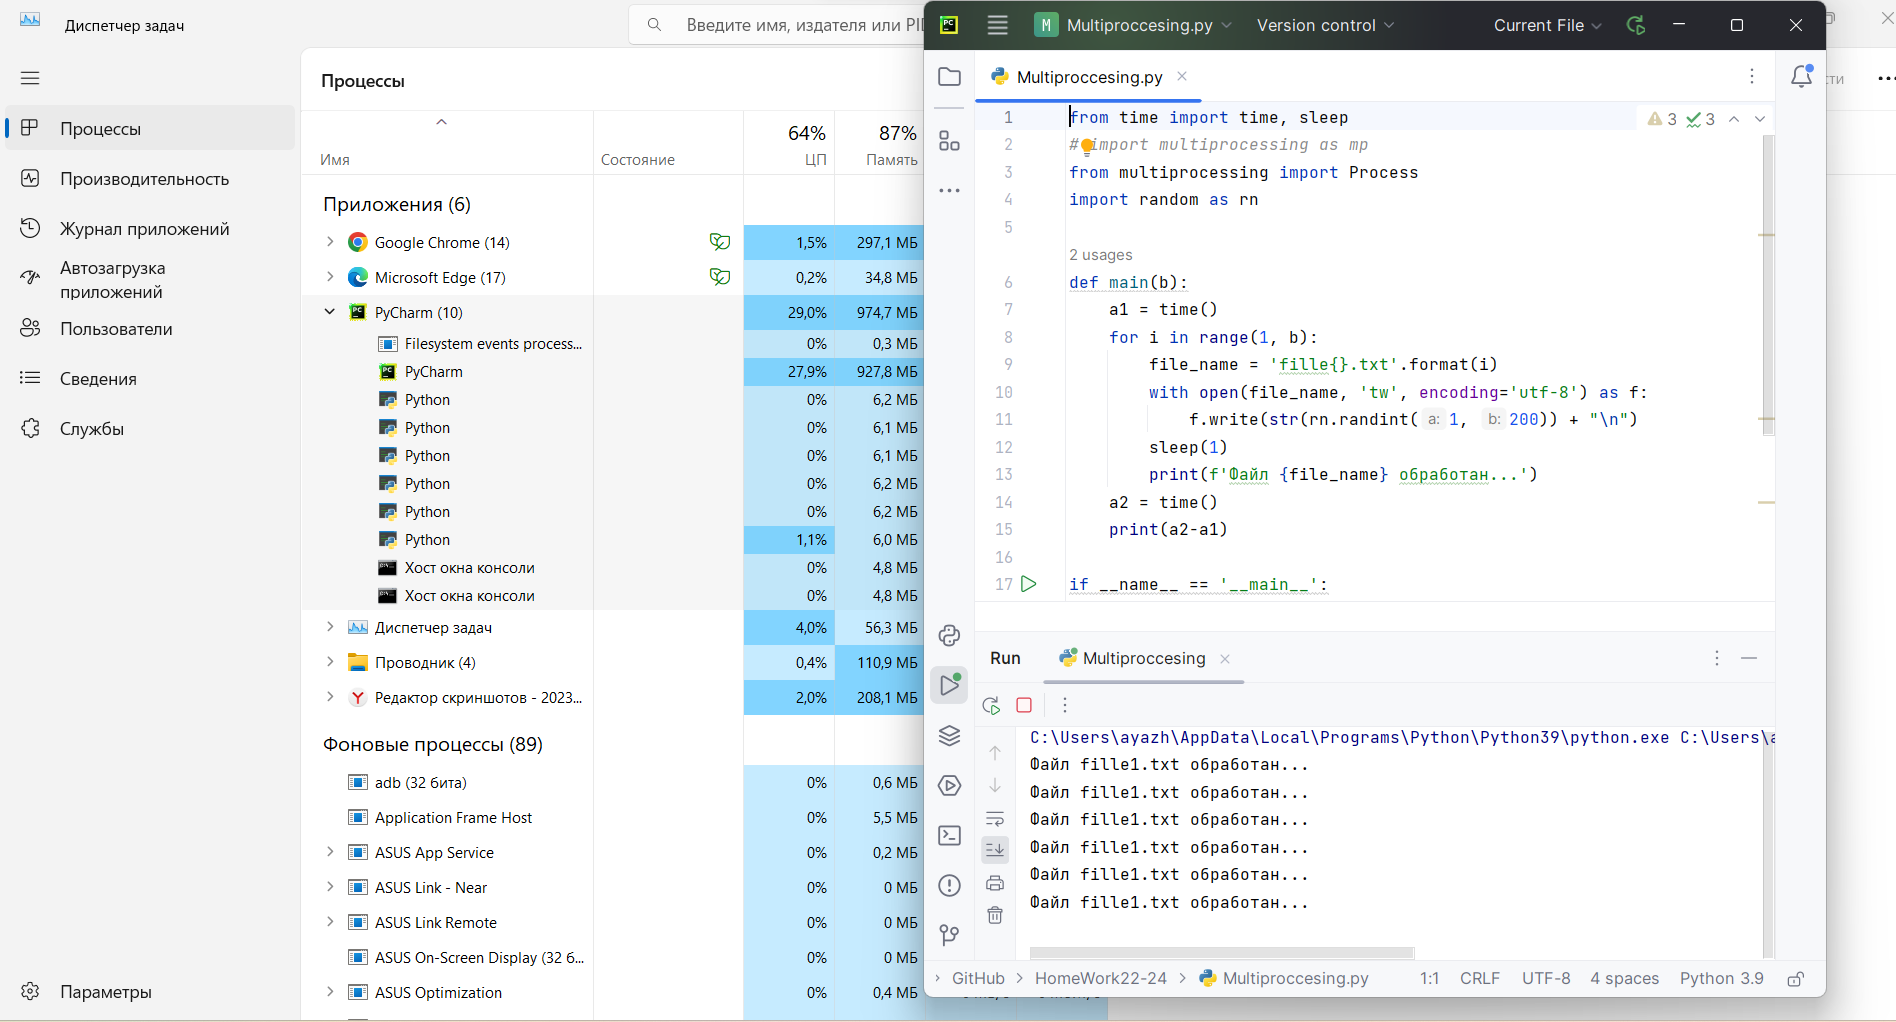 Диспетчер задач
Введите имя, издателя или
Процессы
Производительность
Журнал приложений
Автозагрузка
приложений
Пользователи
Сведения
Службы
Параметры
Процессы
64% 87%
Имя Состояние ЦП Память
Приложения (6)
Google Chrome (14) 1,5% 297,1 МБ
Microsoft Edge (17) 0,2% 34,8 МБ
PyCharm (10) 29,0% 974,7 МБ
Filesystem events process... 0% 0,3 МБ
PyCharm 27,9% 927,8 МБ
Python 0% 6,2 МБ
Python 0% 6,1 МБ
Python 0% 6,1 МБ
Python 0% 6,2 МБ
Python 0% 6,2 МБ
Python 1,1% 6,0 МБ
Хост окна консоли 0% 4,8 МБ
Хост окна консоли 0% 4,8 МБ
Диспетчер задач 4,0% 56,3 МБ
Проводник (4) 0,4% 110,9 МБ
Редактор скриншотов - 2023... 2,0% 208,1 МБ
Фоновые процессы (89)
adb (32 бита) 0% 0,6 МБ
Application Frame Host 0% 5,5 МБ
ASUS App Service 0% 0,2 МБ
ASUS Link - Near 0% 0 МБ
ASUS Link Remote 0% 0 МБ
ASUS On-Screen Display (32 б... 0% 0 МБ
ASUS Optimization 0% 0,4 МБ
M Multiproccesing.py Version control Current File
Multiproccesing.py
3 3
1 from time import time, sleep
2 # import multiprocessing as mp
3 from multiprocessing import Process
4 import random as rn
5
2 usages
6 def main(b):
7 a1 = time()
8 for i in range(1, b):
9 file_name = 'fille{}.txt'.format(i)
10 with open(file_name, 'tw', encoding='utf-8') as f:
11 f.write(str(rn.randint( a: 1, b: 200)) + "\n")
12 sleep(1)
13 print(f'Файл {file_name} обработан...')
14 a2 = time()
15 print(a2-a1)
16
17 if __name__ == '__main__':
Run Multiproccesing
C:\Users\ayazh\AppData\Local\Programs\Python\Python39\python.exe C:\Users\
Файл fille1.txt обработан...
Файл fille1.txt обработан...
Файл fille1.txt обработан...
Файл fille1.txt обработан...
Файл fille1.txt обработан...
Файл fille1.txt обработан...
GitHub HomeWork22-24 Multiproccesing.py 1:1 CRLF UTF-8 4 spaces Python 3.9